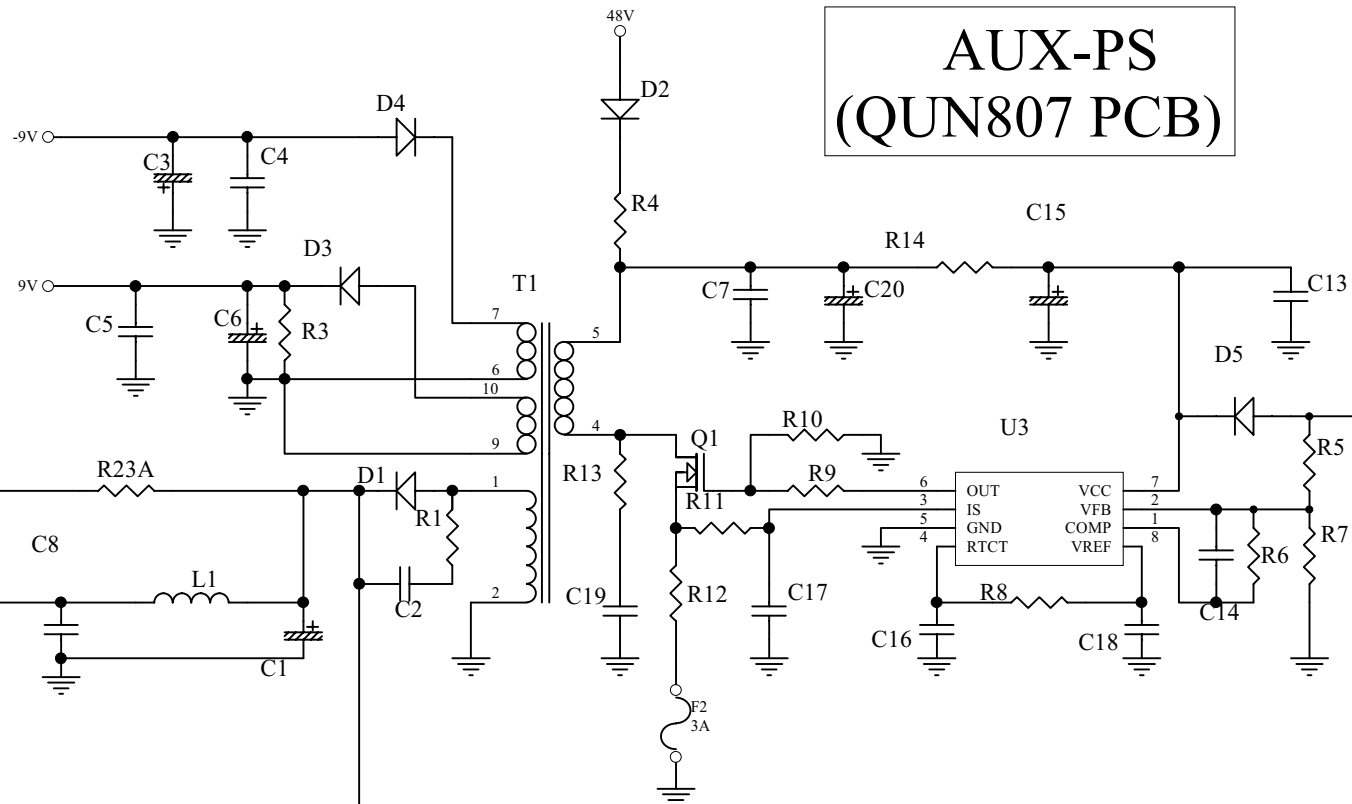 48V
AUX-PS
(QUN807 PCB)
D2
D4
-9V
C3
C4
R4
C15
R14
D3
9V
T1
C7
C20
C13
C5
C6
R3
7
5
6
10
D5
4
Q1
R10
U3
9
R13
R5
R23A
D1
1
R9
6
OUT
VCC
7
R11
3
IS
VFB
2
R1
5
GND
COMP
1
C8
4
RTCT
VREF
8
R6
R7
L1
2
C2
C19
R12
C17
R8
C14
C1
C16
C18
F2
3A
+
+
+
+
+